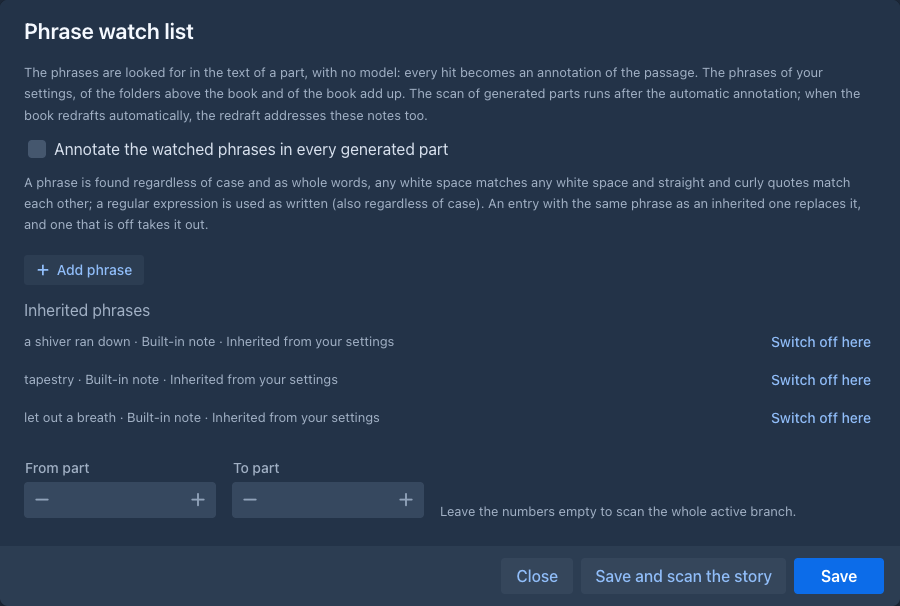 Phrase watch list
The phrases are looked for in the text of a part, with no model: every hit becomes an annotation of the passage. The phrases of your
settings, of the folders above the book and of the book add up. The scan of generated parts runs after the automatic annotation; when the
book redrafts automatically, the redraft addresses these notes too.
Annotate the watched phrases in every generated part
A phrase is found regardless of case and as whole words, any white space matches any white space and straight and curly quotes match
each other; a regular expression is used as written (also regardless of case). An entry with the same phrase as an inherited one replaces it,
and one that is off takes it out.
+ Add phrase
Inherited phrases
a shiver ran down · Built-in note · Inherited from your settings Switch off here
tapestry · Built-in note · Inherited from your settings Switch off here
let out a breath · Built-in note · Inherited from your settings Switch off here
From part To part
Leave the numbers empty to scan the whole active branch.
Close Save and scan the story Save